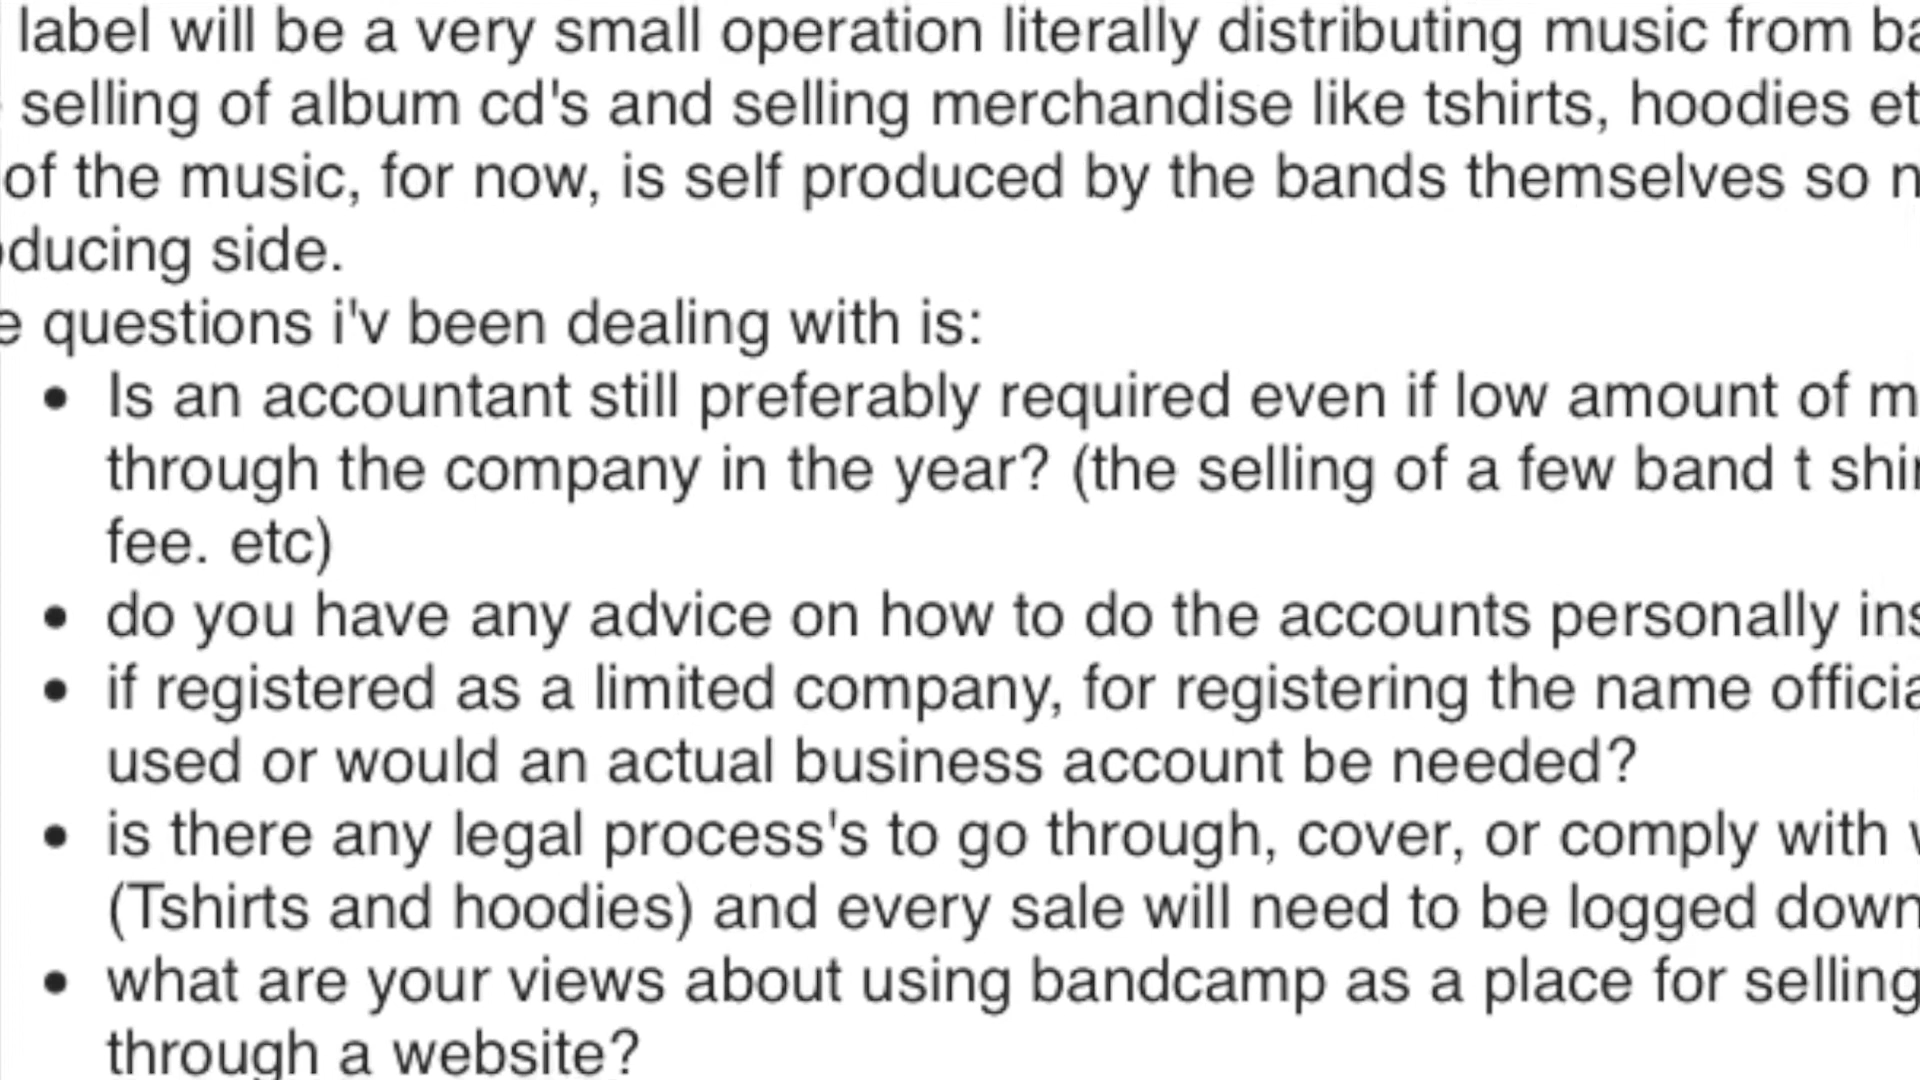 label will be a very small operation literally distributing music from
selling of album cd's and selling merchandise like tshirts, hoodies
of the music, for now, is self produced by the bands themselves so
side.
questions i'v been dealing with is:
• Is an accountant still preferably required even if low amount of
through the company in the year? (the selling of a few band t
fee. etc)
• do you have any advice on how to do the accounts personally
• if registered as a limited company, for registering the name
used or would an actual business account be needed?
• is there any legal process's to go through, cover, or comply with
(Tshirts and hoodies) and every sale will need to be logged down
• what are your views about using bandcamp as a place for selling
through a website?